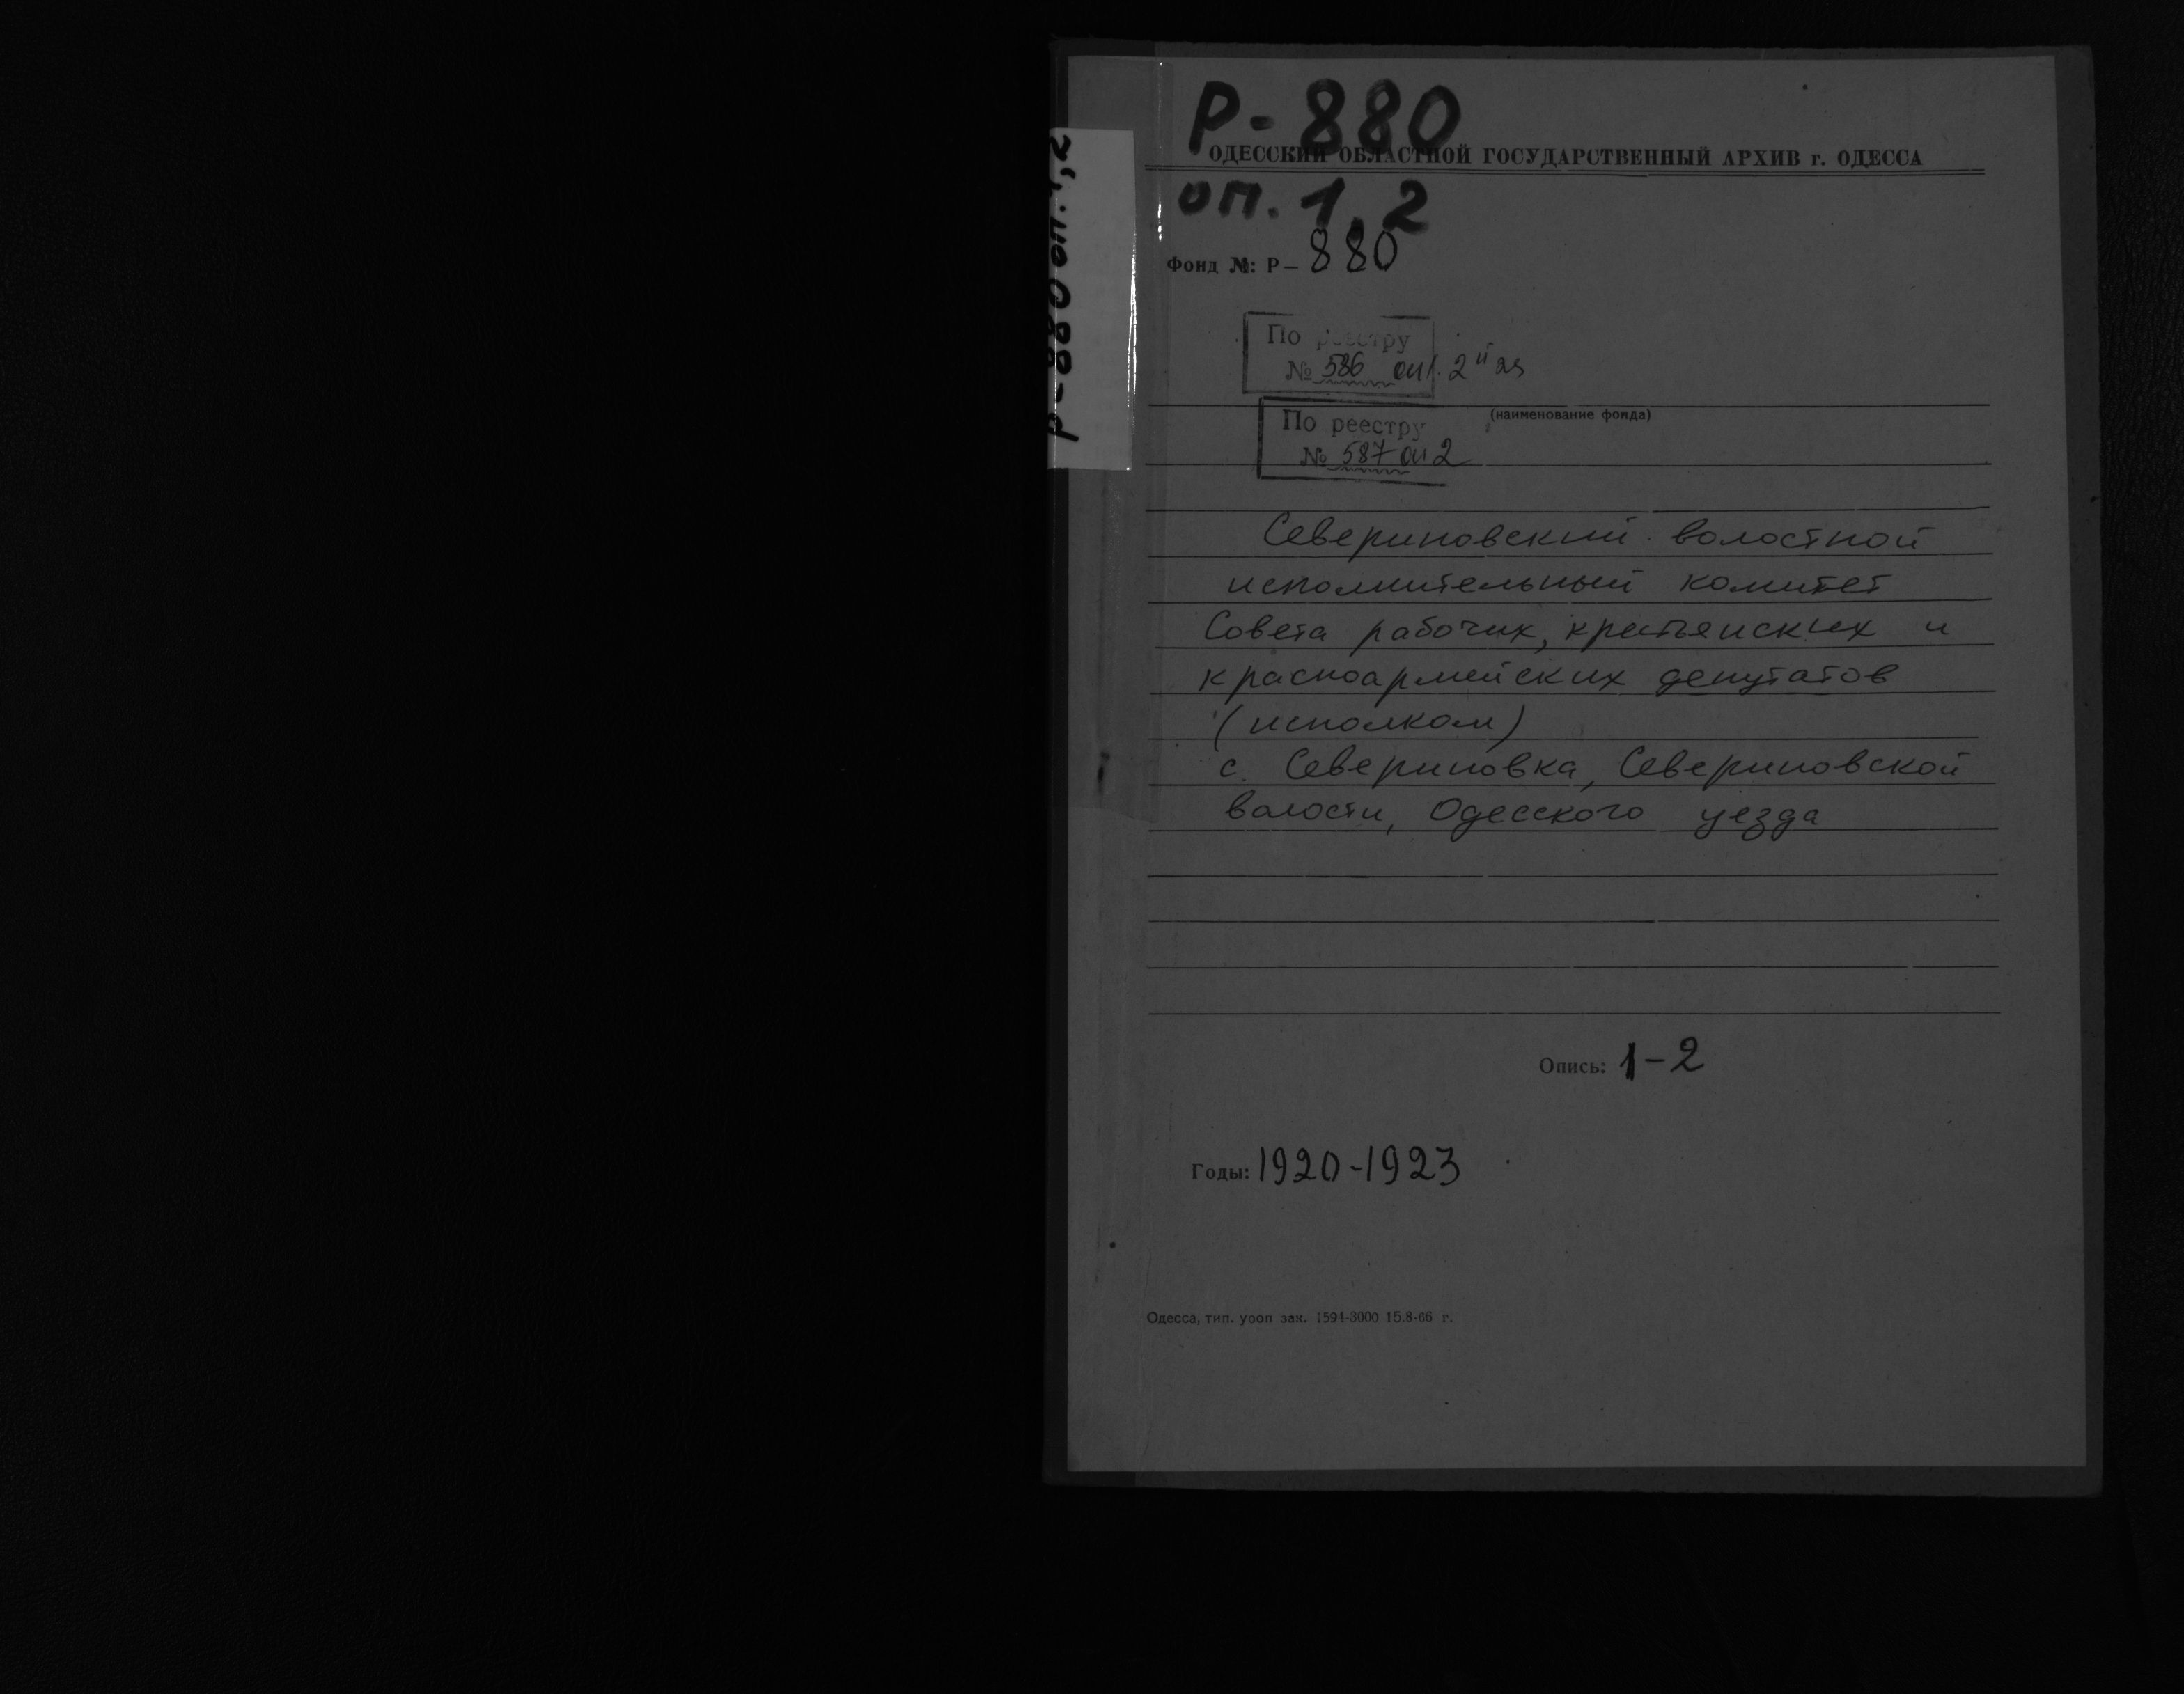 Р-880
ОДЕССКИЙ ОБЛАСТНОЙ ГОСУДАРСТВЕННЫЙ АРХИВ г. ОДЕССА
оп. 1, 2
Фонд №: Р- 880
По реестру
№ 586 оп1. 2
(наименование фонда)
По реестру
№ 587 оп 2
Севериновский волостной
исполнительный комитет
Совета рабочих, крестьянских и
красноармейских депутатов
(исполком)
с. Севериновка, Севериновской
волости, Одесского уезда
Опись: 1-2
Годы: 1920-1923
Одесса, тип. уооп зак. 1594-3000 15.8-66 г.
Р-880 оп. 1, 2